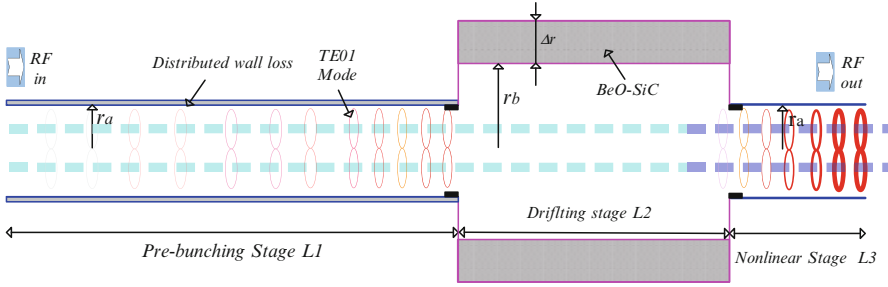 RF
in
Distributed wall loss
TE01
Mode
ra
rb
Δr
BeO-SiC
RF
out
ra
Pre-bunching Stage L1
Driflting stage L2
Nonlinear Stage L3